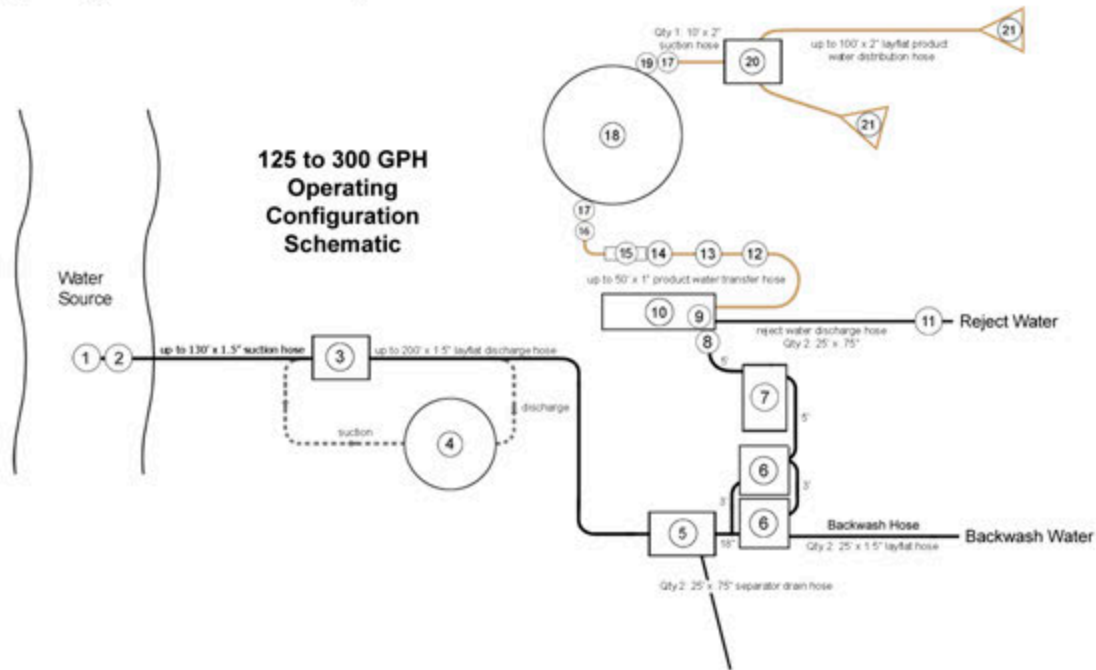 Qty 1: 10' x 2"
suction hose
up to 100' x 2" layflat product
water distribution hose
21
20
19
17
21
18
125 to 300 GPH
Operating
Configuration
Schematic
17
16
15
14
13
12
up to 50' x 1" product water transfer hose
Water
Source
10
9
11
Reject Water
reject water discharge hose
Qty 2: 25' x .75"
8
1
2
up to 130' x 1.5" suction hose
3
up to 200' x 1.5" layflat discharge hose
7
5'
discharge
suction
4
6
3'
3'
5
18"
6
Backwash Hose
Backwash Water
Qty 2: 25' x 1.5" layflat hose
Qty 2: 25' x .75" separator drain hose